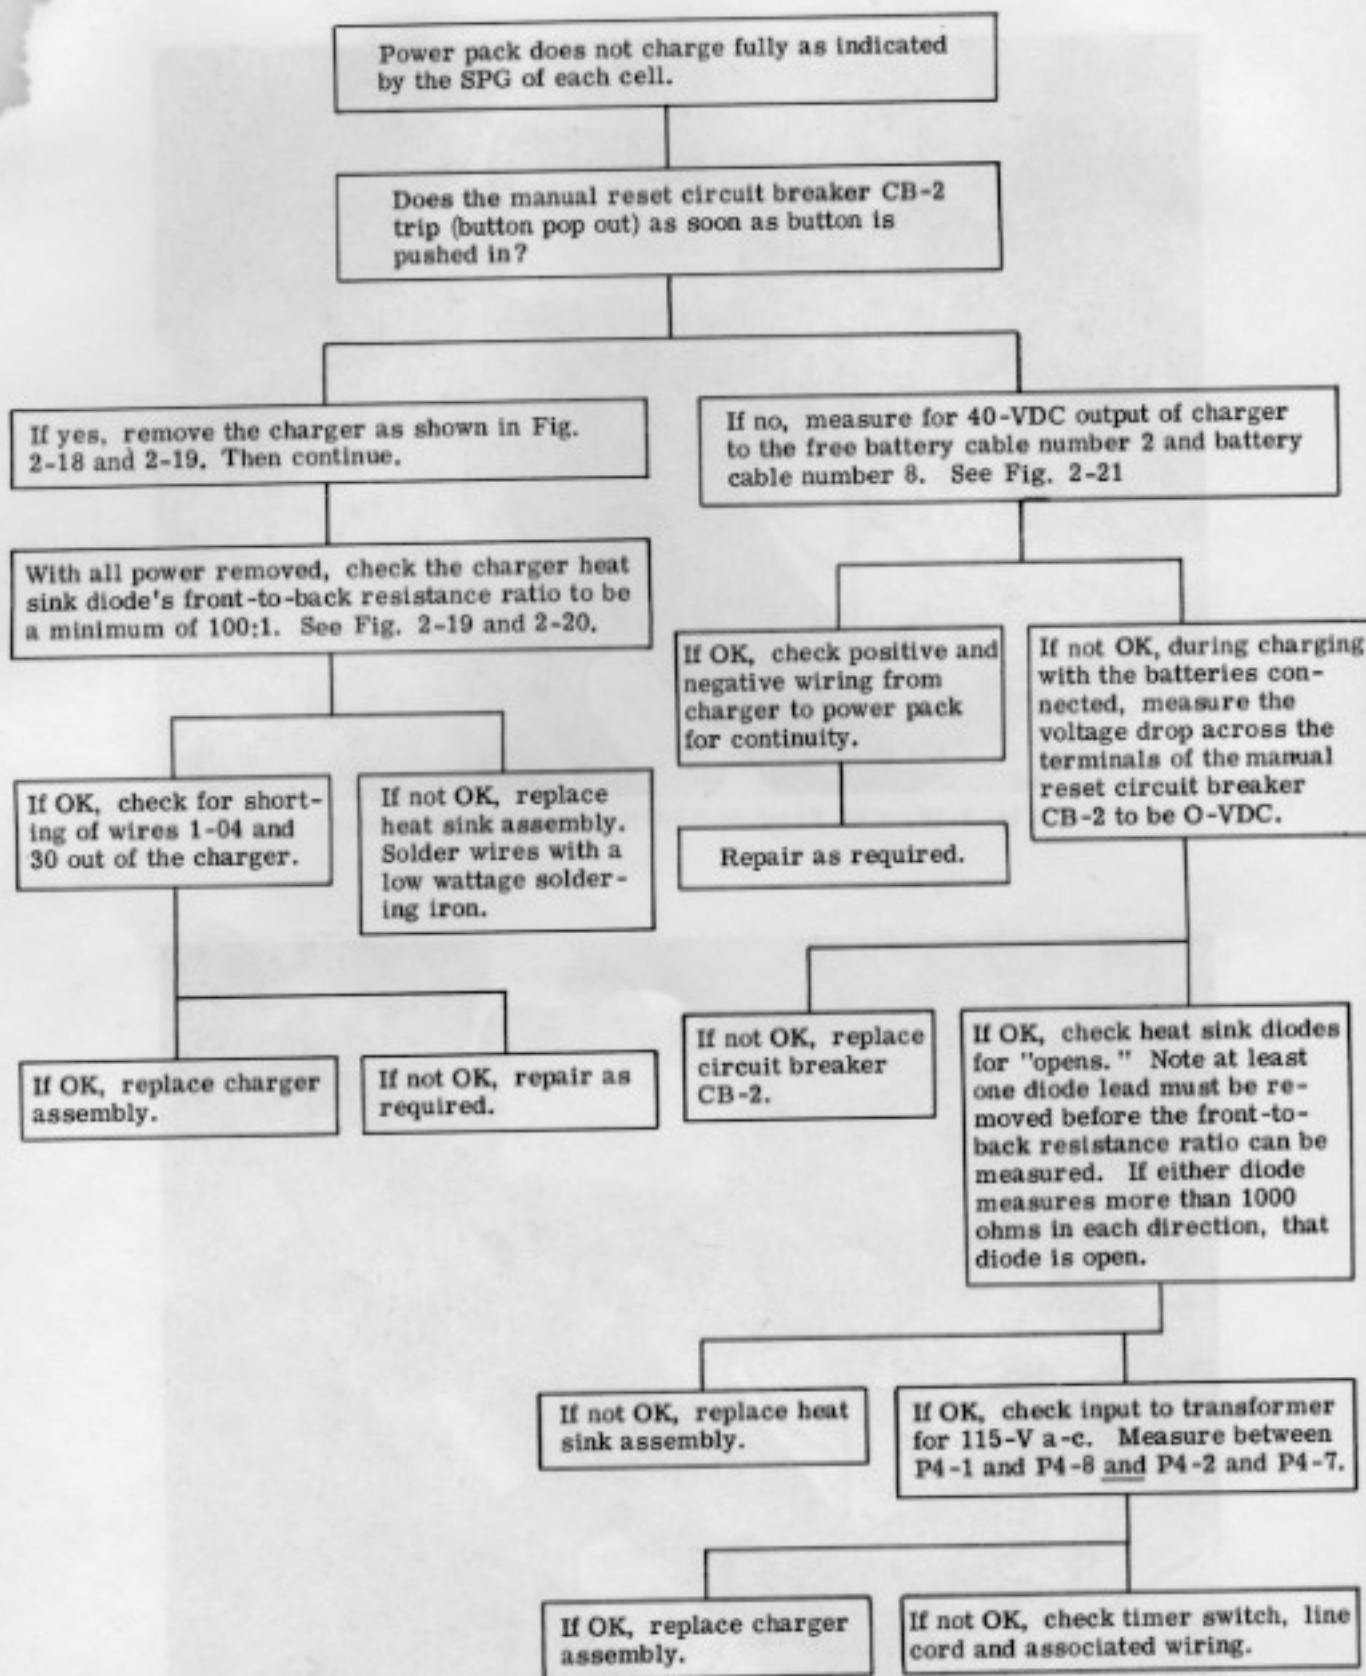 Power pack does not charge fully as indicated
by the SPG of each cell.
Does the manual reset circuit breaker CB-2
trip (button pop out) as soon as button is
pushed in?
If yes, remove the charger as shown in Fig.
2-18 and 2-19. Then continue.
If no, measure for 40-VDC output of charger
to the free battery cable number 2 and battery
cable number 8. See Fig. 2-21
With all power removed, check the charger heat
sink diode's front-to-back resistance ratio to be
a minimum of 100:1. See Fig. 2-19 and 2-20.
If OK, check positive and
negative wiring from
charger to power pack
for continuity.
If not OK, during charging
with the batteries con-
nected, measure the
voltage drop across the
terminals of the manual
reset circuit breaker
CB-2 to be O-VDC.
If OK, check for short-
ing of wires 1-04 and
30 out of the charger.
If not OK, replace
heat sink assembly.
Solder wires with a
low wattage solder-
ing iron.
Repair as required.
If OK, replace charger
assembly.
If not OK, repair as
required.
If not OK, replace
circuit breaker
CB-2.
If OK, check heat sink diodes
for "opens." Note at least
one diode lead must be re-
moved before the front-to-
back resistance ratio can be
measured. If either diode
measures more than 1000
ohms in each direction, that
diode is open.
If not OK, replace heat
sink assembly.
If OK, check input to transformer
for 115-V a-c. Measure between
P4-1 and P4-8 and P4-2 and P4-7.
If OK, replace charger
assembly.
If not OK, check timer switch, line
cord and associated wiring.